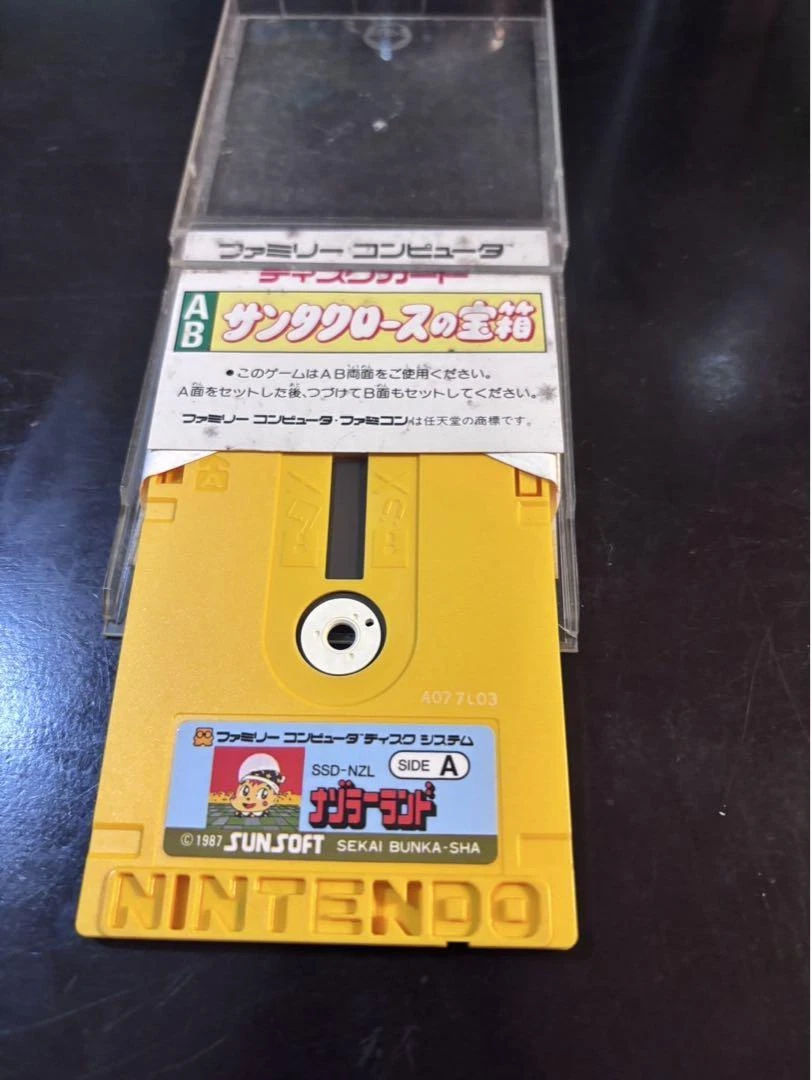 ファミリー コンピュータ
ディスクカード
A
B
サンタクロースの宝箱
●このゲームはAB両面をご使用ください。
A面をセットした後、つづけてB面もセットしてください。
ファミリー コンピュータ・ファミコンは任天堂の商標です。
A
A077L03
ファミリー コンピュータ™ ディスク システム
SSD-NZL
SIDE A
ナゾラーランド
© 1987 SUNSOFT SEKAI BUNKA-SHA
NINTENDO